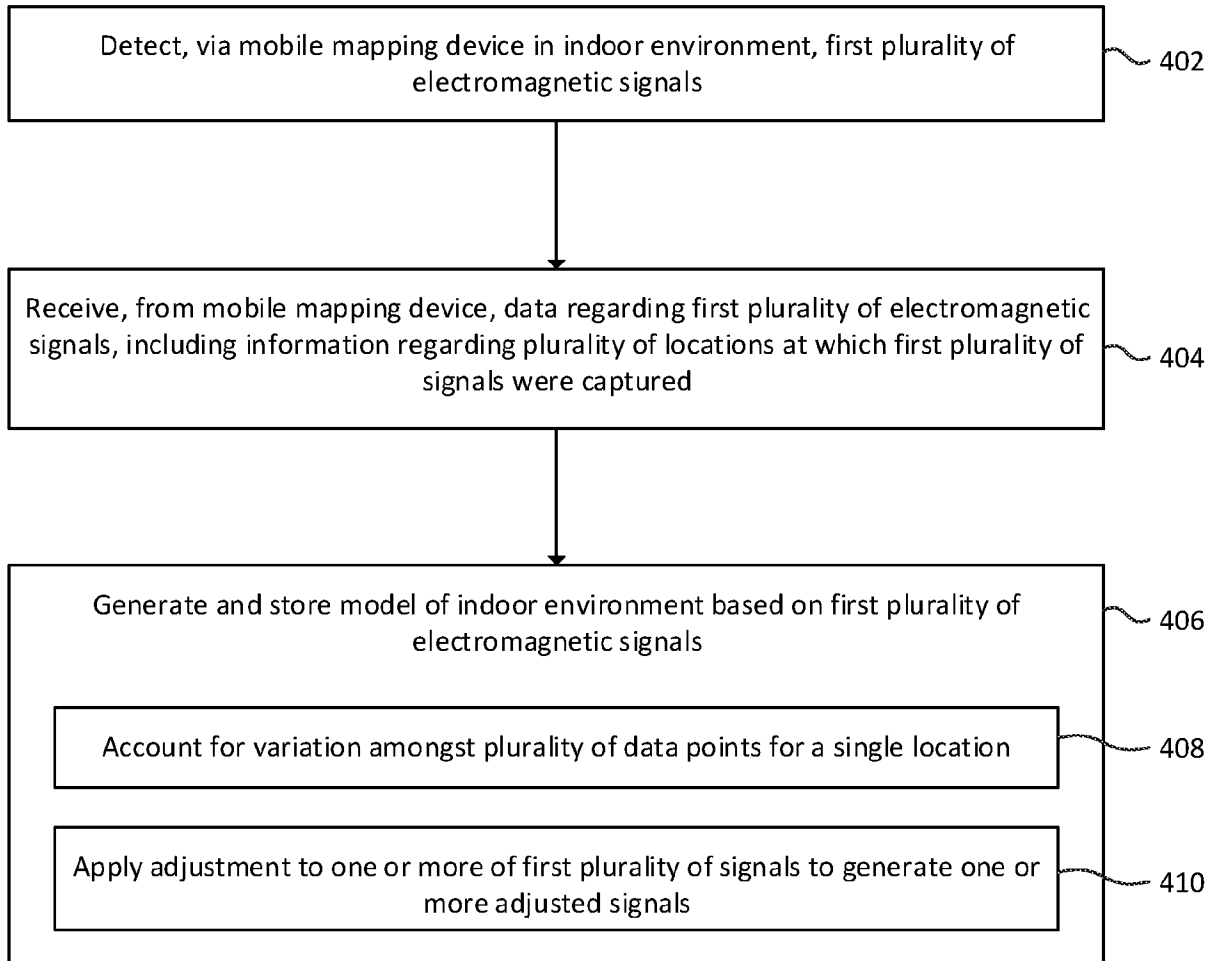 Detect, via mobile mapping device in indoor environment, first plurality of
electromagnetic signals
402
Receive, from mobile mapping device, data regarding first plurality of electromagnetic
signals, including information regarding plurality of locations at which first plurality of
signals were captured
404
Generate and store model of indoor environment based on first plurality of
electromagnetic signals
406
Account for variation amongst plurality of data points for a single location
408
Apply adjustment to one or more of first plurality of signals to generate one or
more adjusted signals
410